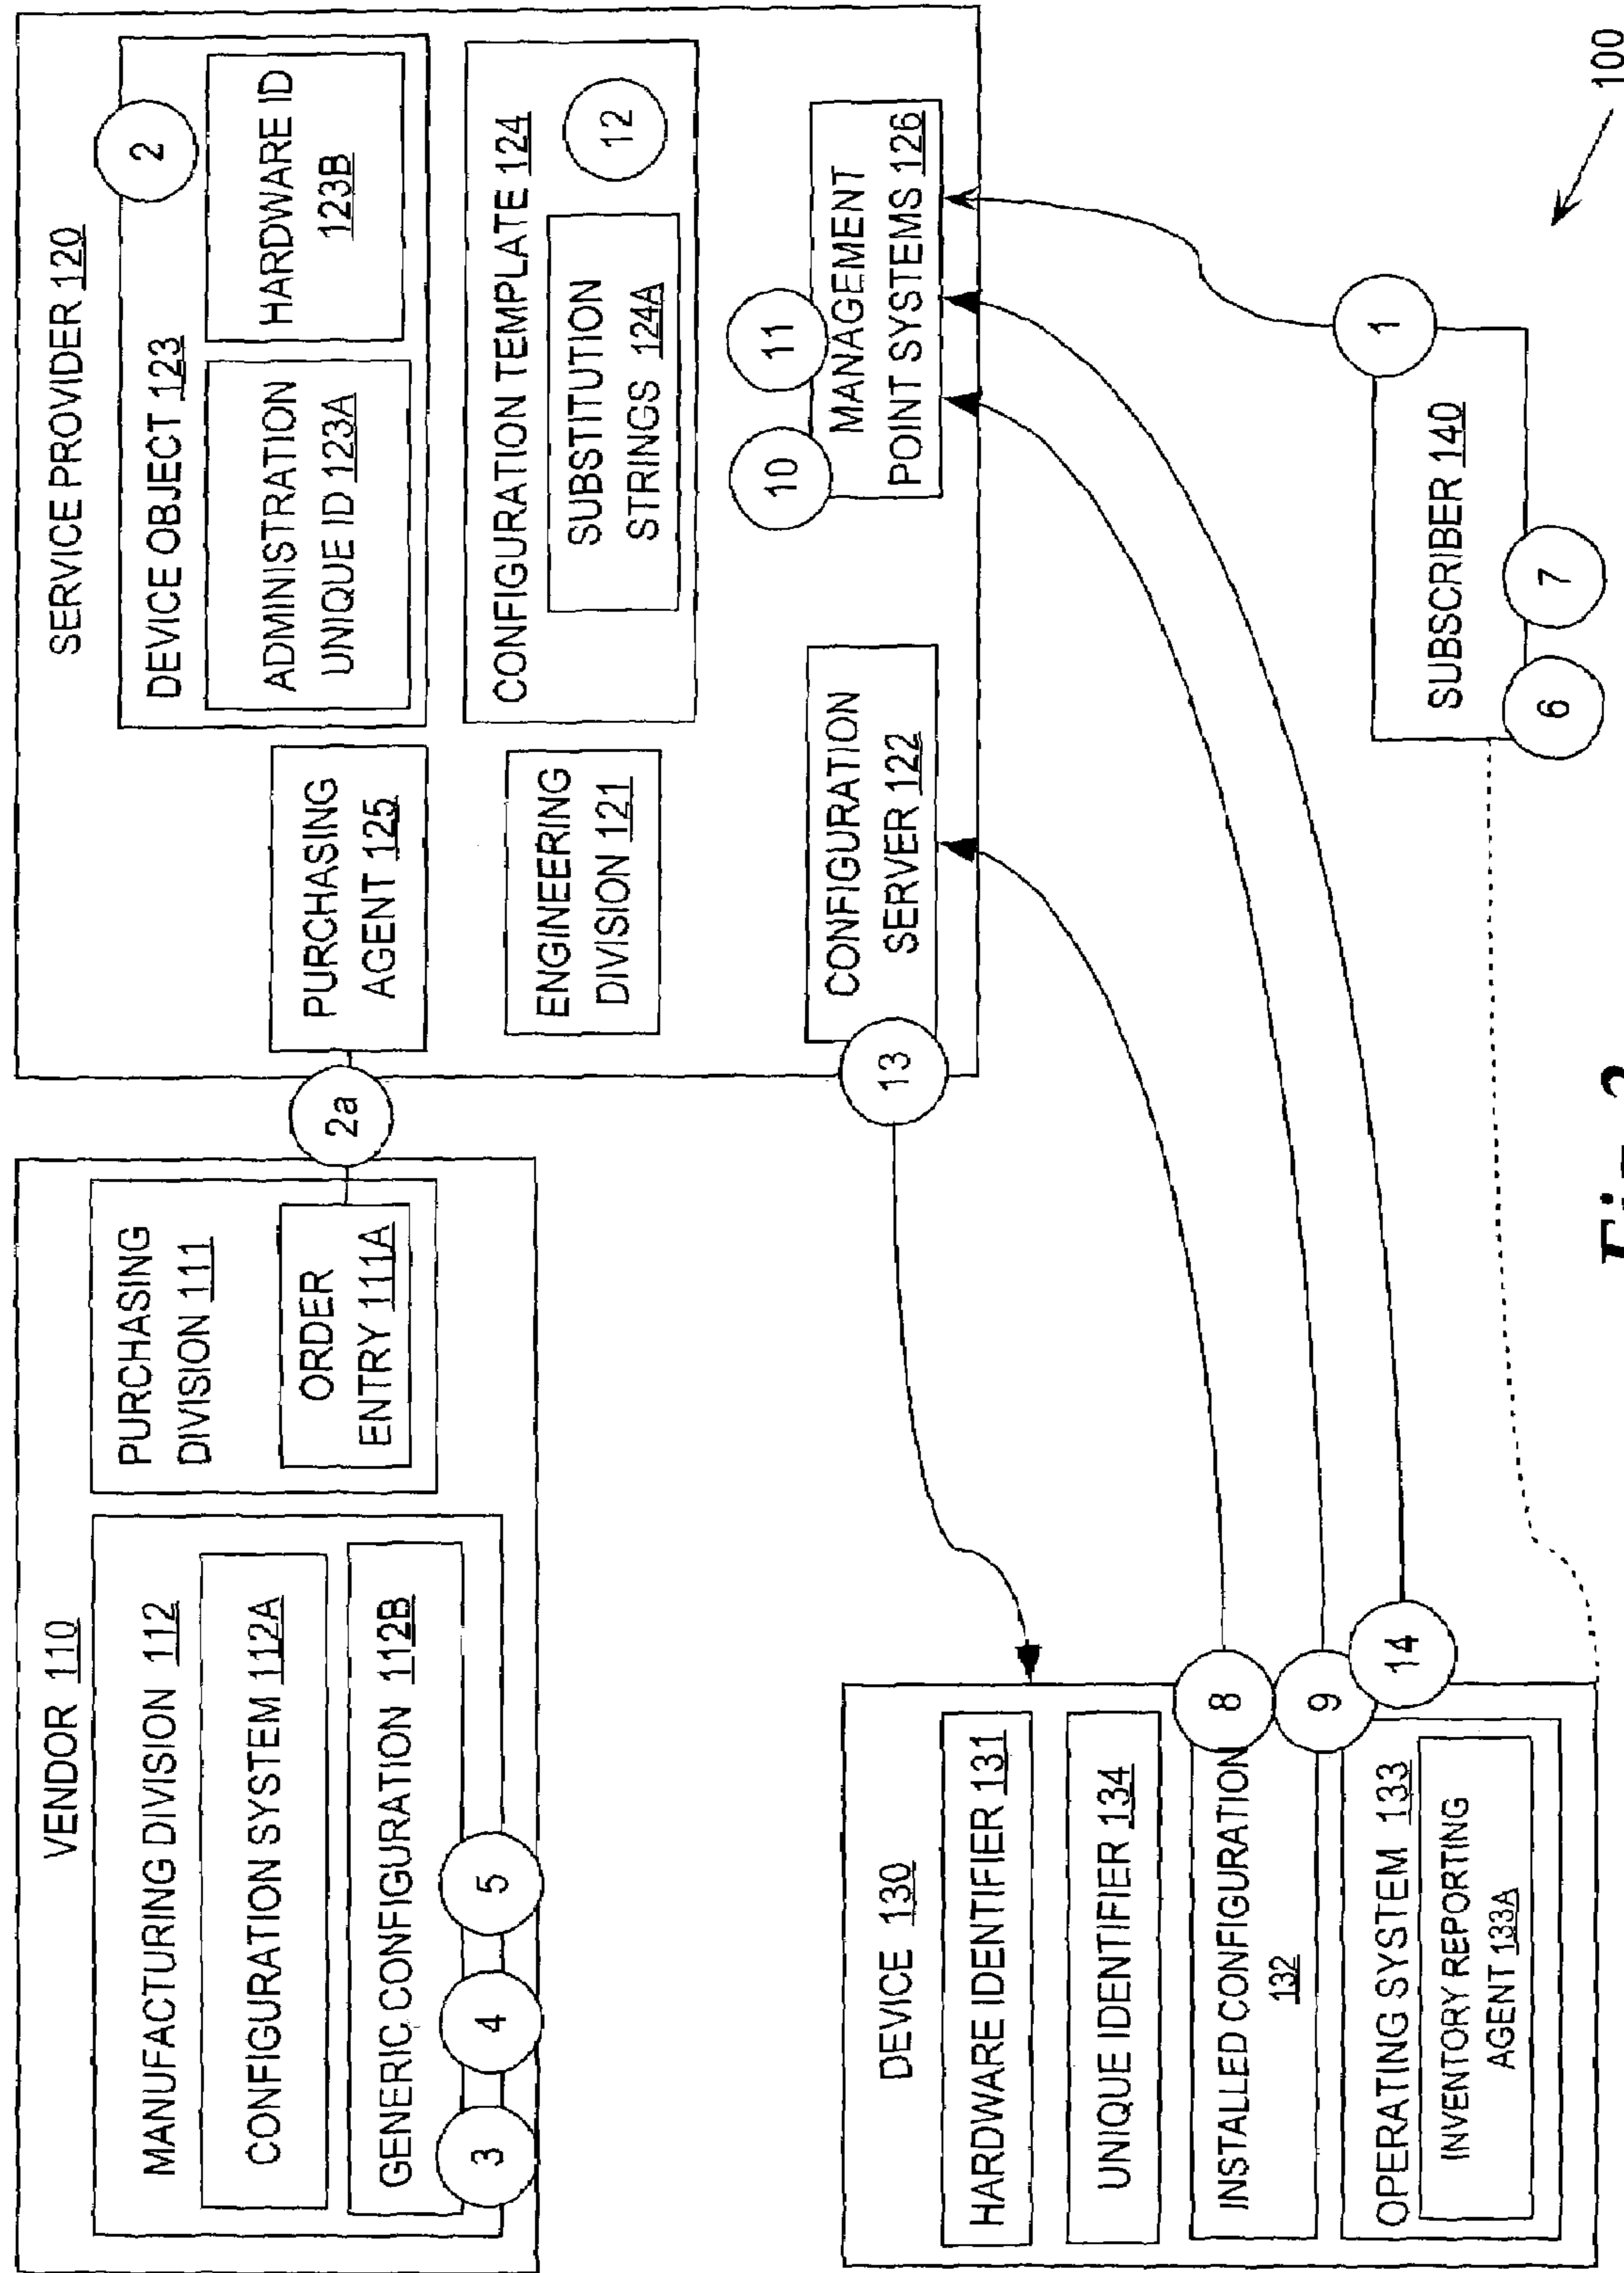 VENDOR 110
MANUFACTURING DIVISION 112
CONFIGURATION SYSTEM 112A
GENERIC CONFIGURATION 112B
3
4
5
PURCHASING
DIVISION 111
ORDER
ENTRY 111A
2a
SERVICE PROVIDER 120
PURCHASING
AGENT 125
ENGINEERING
DIVISION 121
DEVICE OBJECT 123
2
ADMINISTRATION
UNIQUE ID 123A
HARDWARE ID
123B
CONFIGURATION TEMPLATE 124
SUBSTITUTION
STRINGS 124A
12
CONFIGURATION
SERVER 122
13
10
11
MANAGEMENT
POINT SYSTEMS 126
DEVICE 130
HARDWARE IDENTIFIER 131
UNIQUE IDENTIFIER 134
INSTALLED CONFIGURATION
132
8
9
14
OPERATING SYSTEM 133
INVENTORY REPORTING
AGENT 133A
SUBSCRIBER 140
1
6
7
100